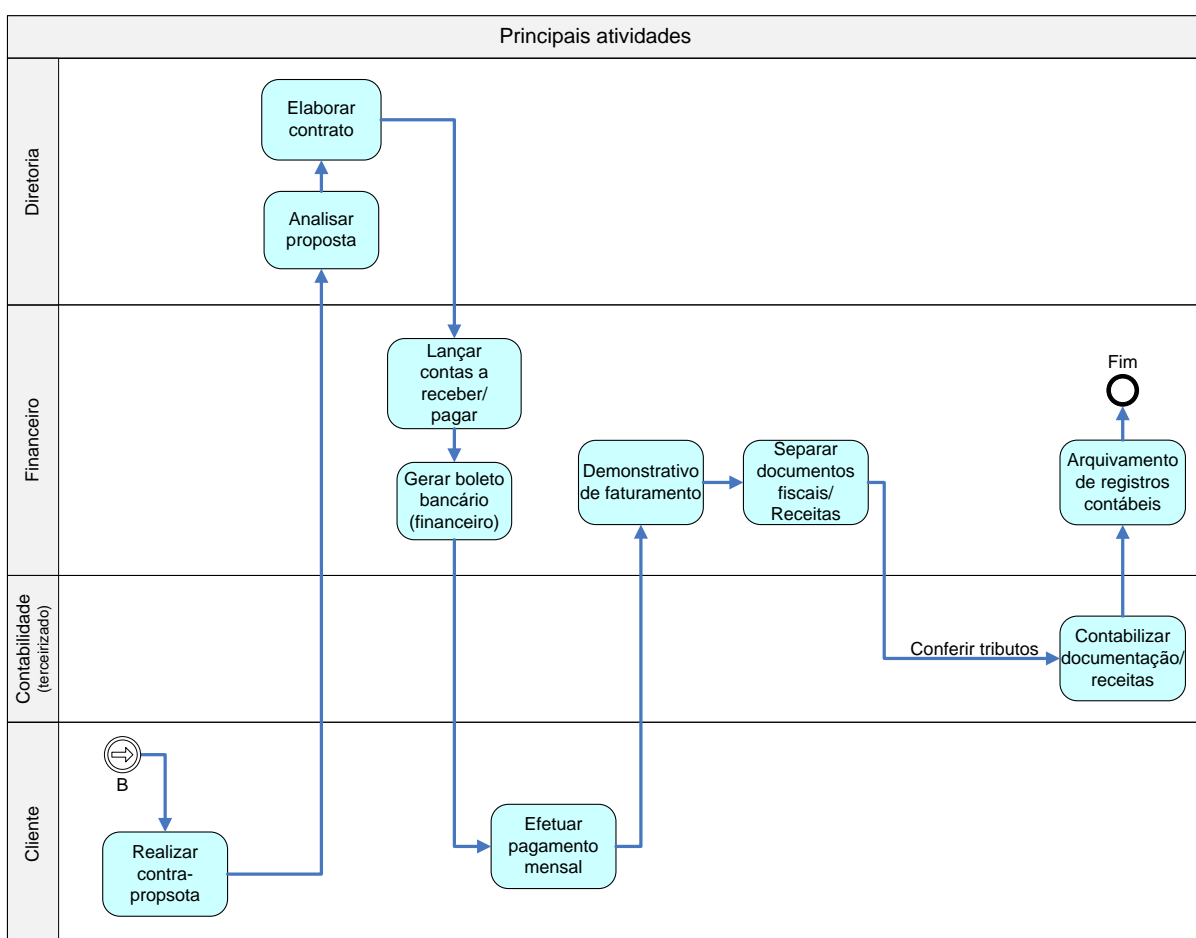 Principais atividades
Diretoria
Elaborar
contrato
Analisar
proposta
Financeiro
Lançar
contas a
receber/
pagar
Gerar boleto
bancário
(financeiro)
Demonstrativo
de faturamento
Separar
documentos
fiscais/
Receitas
Fim
Arquivamento
de registros
contábeis
Contabilidade
(terceirizado)
Conferir tributos
Contabilizar
documentação/
receitas
Cliente
B
Realizar
contra-
propsota
Efetuar
pagamento
mensal